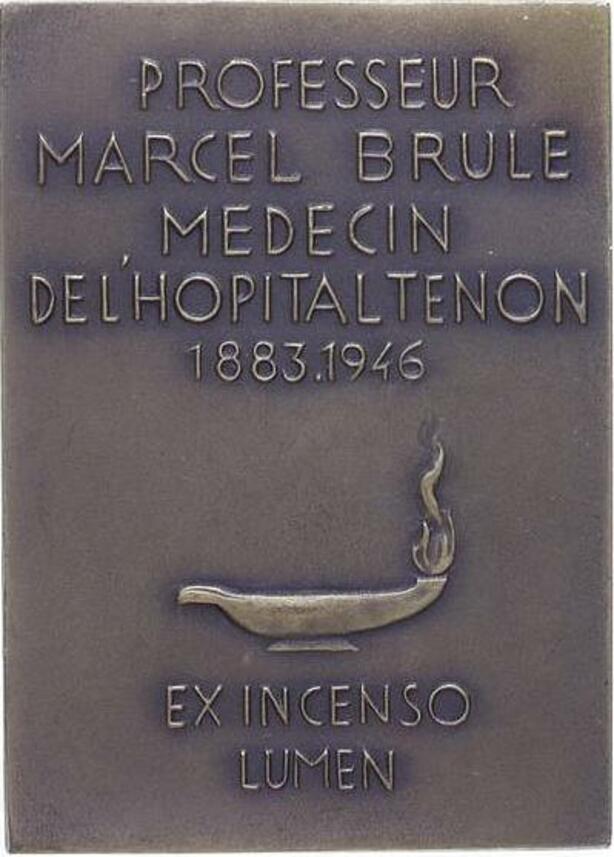 PROFESSEUR
MARCEL BRULE
MEDECIN
DE L'HOPITAL TENON
1883.1946
EX INCENSO
LUMEN